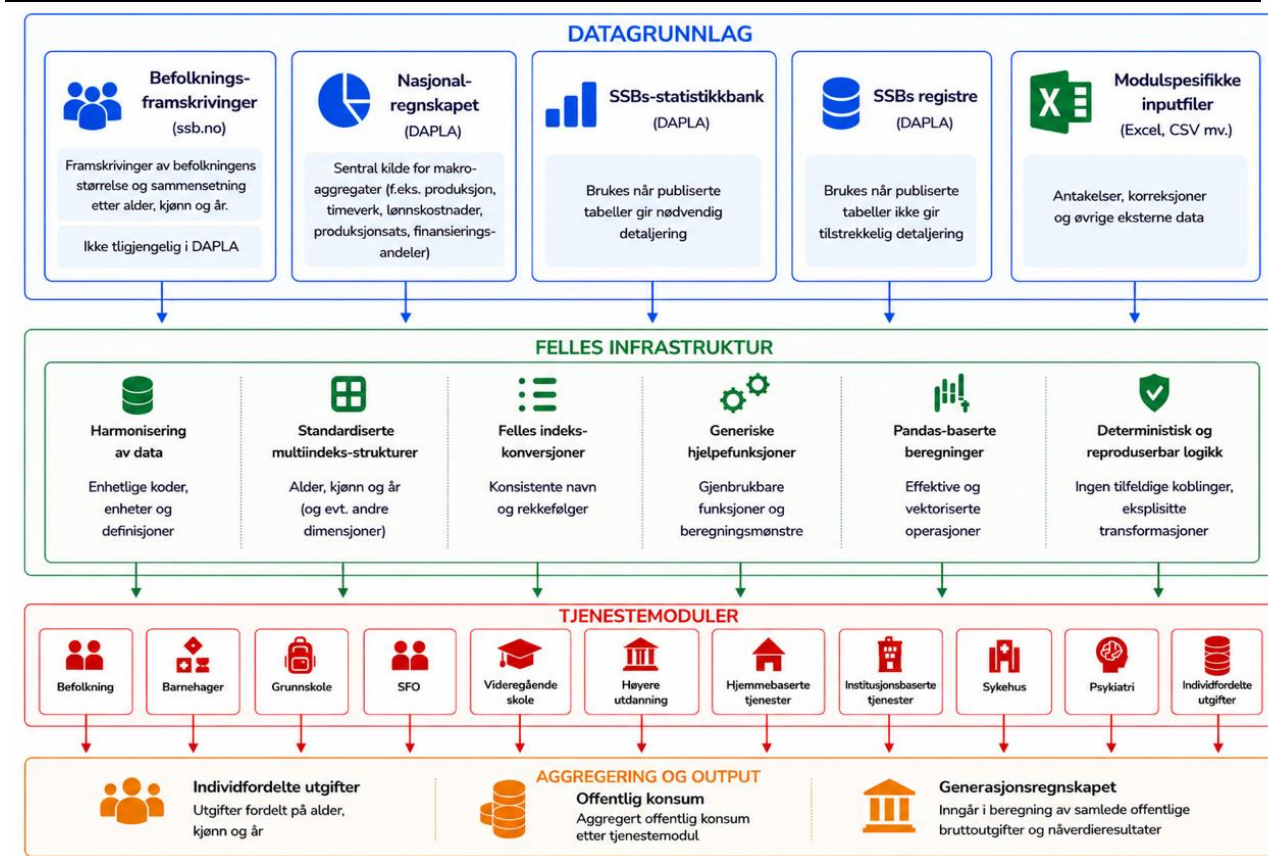 DATAGRUNNLAG
Befolknings-
framskrivinger
(ssb.no)
Framskrivinger av befolkningens
størrelse og sammensetning
etter alder, kjønn og år.
Ikke tligjengelig i DAPLA
Nasjonal-
regnskapet
(DAPLA)
Sentral kilde for makro-
aggregater (f.eks. produksjon,
timeverk, lønnskostnader,
produksjonsats, finansierings-
andeler)
SSBs-statistikkbank
(DAPLA)
Brukes når publiserte
tabeller gir nødvendig
detaljering
SSBs registre
(DAPLA)
Brukes når publiserte
tabeller ikke gir
tilstrekkelig detaljering
X
Modulspesifikke
inputfiler
(Excel, CSV mv.)
Antakelser, korreksjoner
og øvrige eksterne data
FELLES INFRASTRUKTUR
Harmonisering
av data
Enhetlige koder,
enheter og
definisjoner
Standardiserte
multiindeks-strukturer
Alder, kjønn og år
(og evt. andre
dimensjoner)
Felles indeks-
konversjoner
Konsistente navn
og rekkefølger
Generiske
hjelpefunksjoner
Gjenbrukbare
funksjoner og
beregningsmønstre
Pandas-baserte
beregninger
Effektive og
vektoriserte
operasjoner
Deterministisk og
reproduserbar logikk
Ingen tilfeldige koblinger,
eksplisitte
transformasjoner
TJENESTEMODULER
Befolkning
Barnehager
Grunnskole
SFO
Videregående
skole
Høyere
utdanning
Hjemmebaserte
tjenester
Institusjonsbaserte
tjenester
Sykehus
Psykiatri
Individfordelte
utgifter
AGGREGERING OG OUTPUT
Individfordelte utgifter
Utgifter fordelt på alder,
kjønn og år
Offentlig konsum
Aggregert offentlig konsum
etter tjenestemodul
Generasjonsregnskapet
Inngår i beregning av samlede offentlige
bruttoutgifter og nåverdieresultater